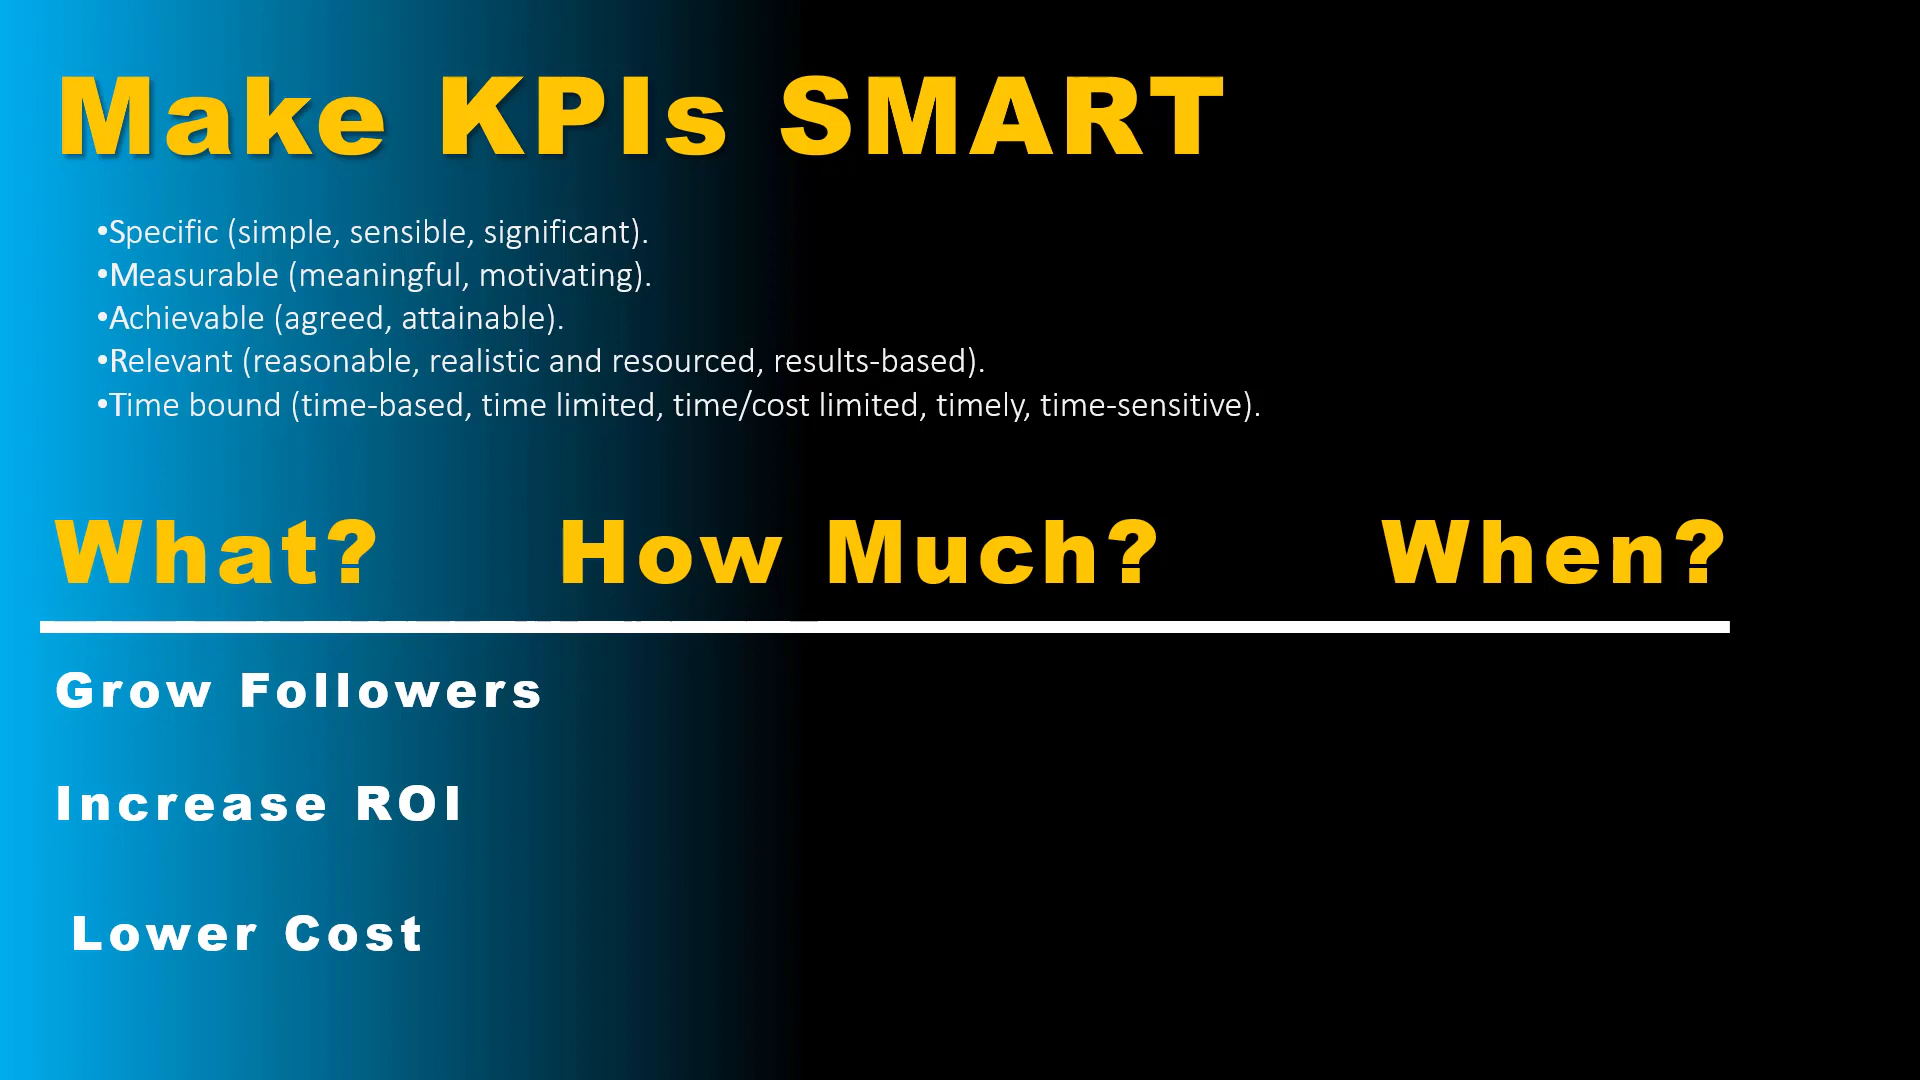 Make KPIs SMART
•Specific (simple, sensible, significant).
•Measurable (meaningful, motivating).
•Achievable (agreed, attainable).
•Relevant (reasonable, realistic and resourced, results-based).
•Time bound (time-based, time limited, time/cost limited, timely, time-sensitive).
What? How Much? When?
Grow Followers
Increase ROI
Lower Cost